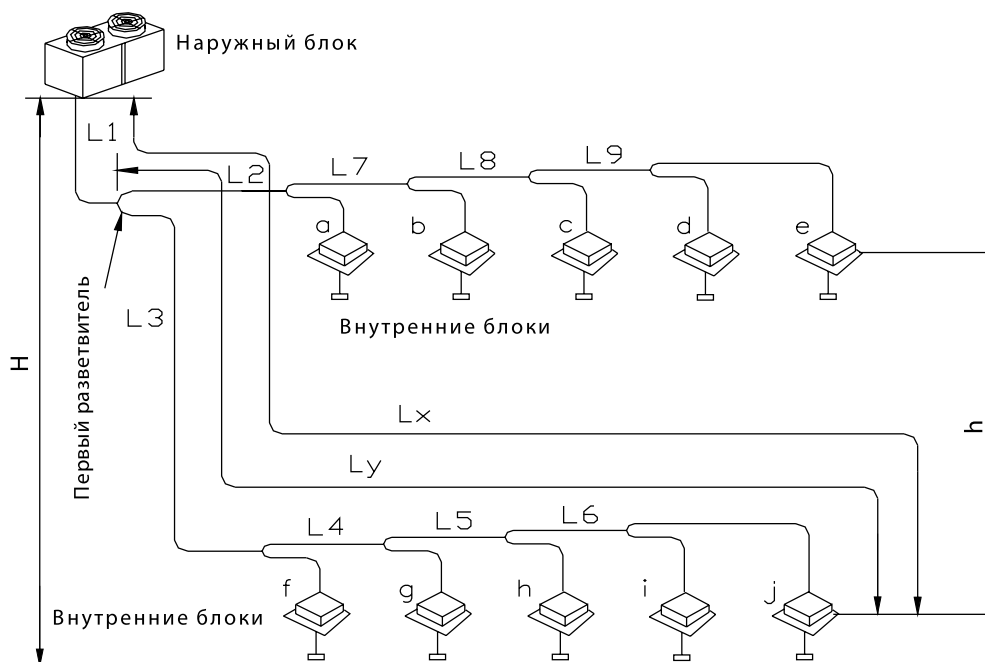 Наружный блок
L1
L2
L7
L8
L9
a
b
c
d
e
Внутренние блоки
L3
H
Первый разветвитель
Lx
h
Ly
L4
L5
L6
f
g
h
i
j
Внутренние блоки